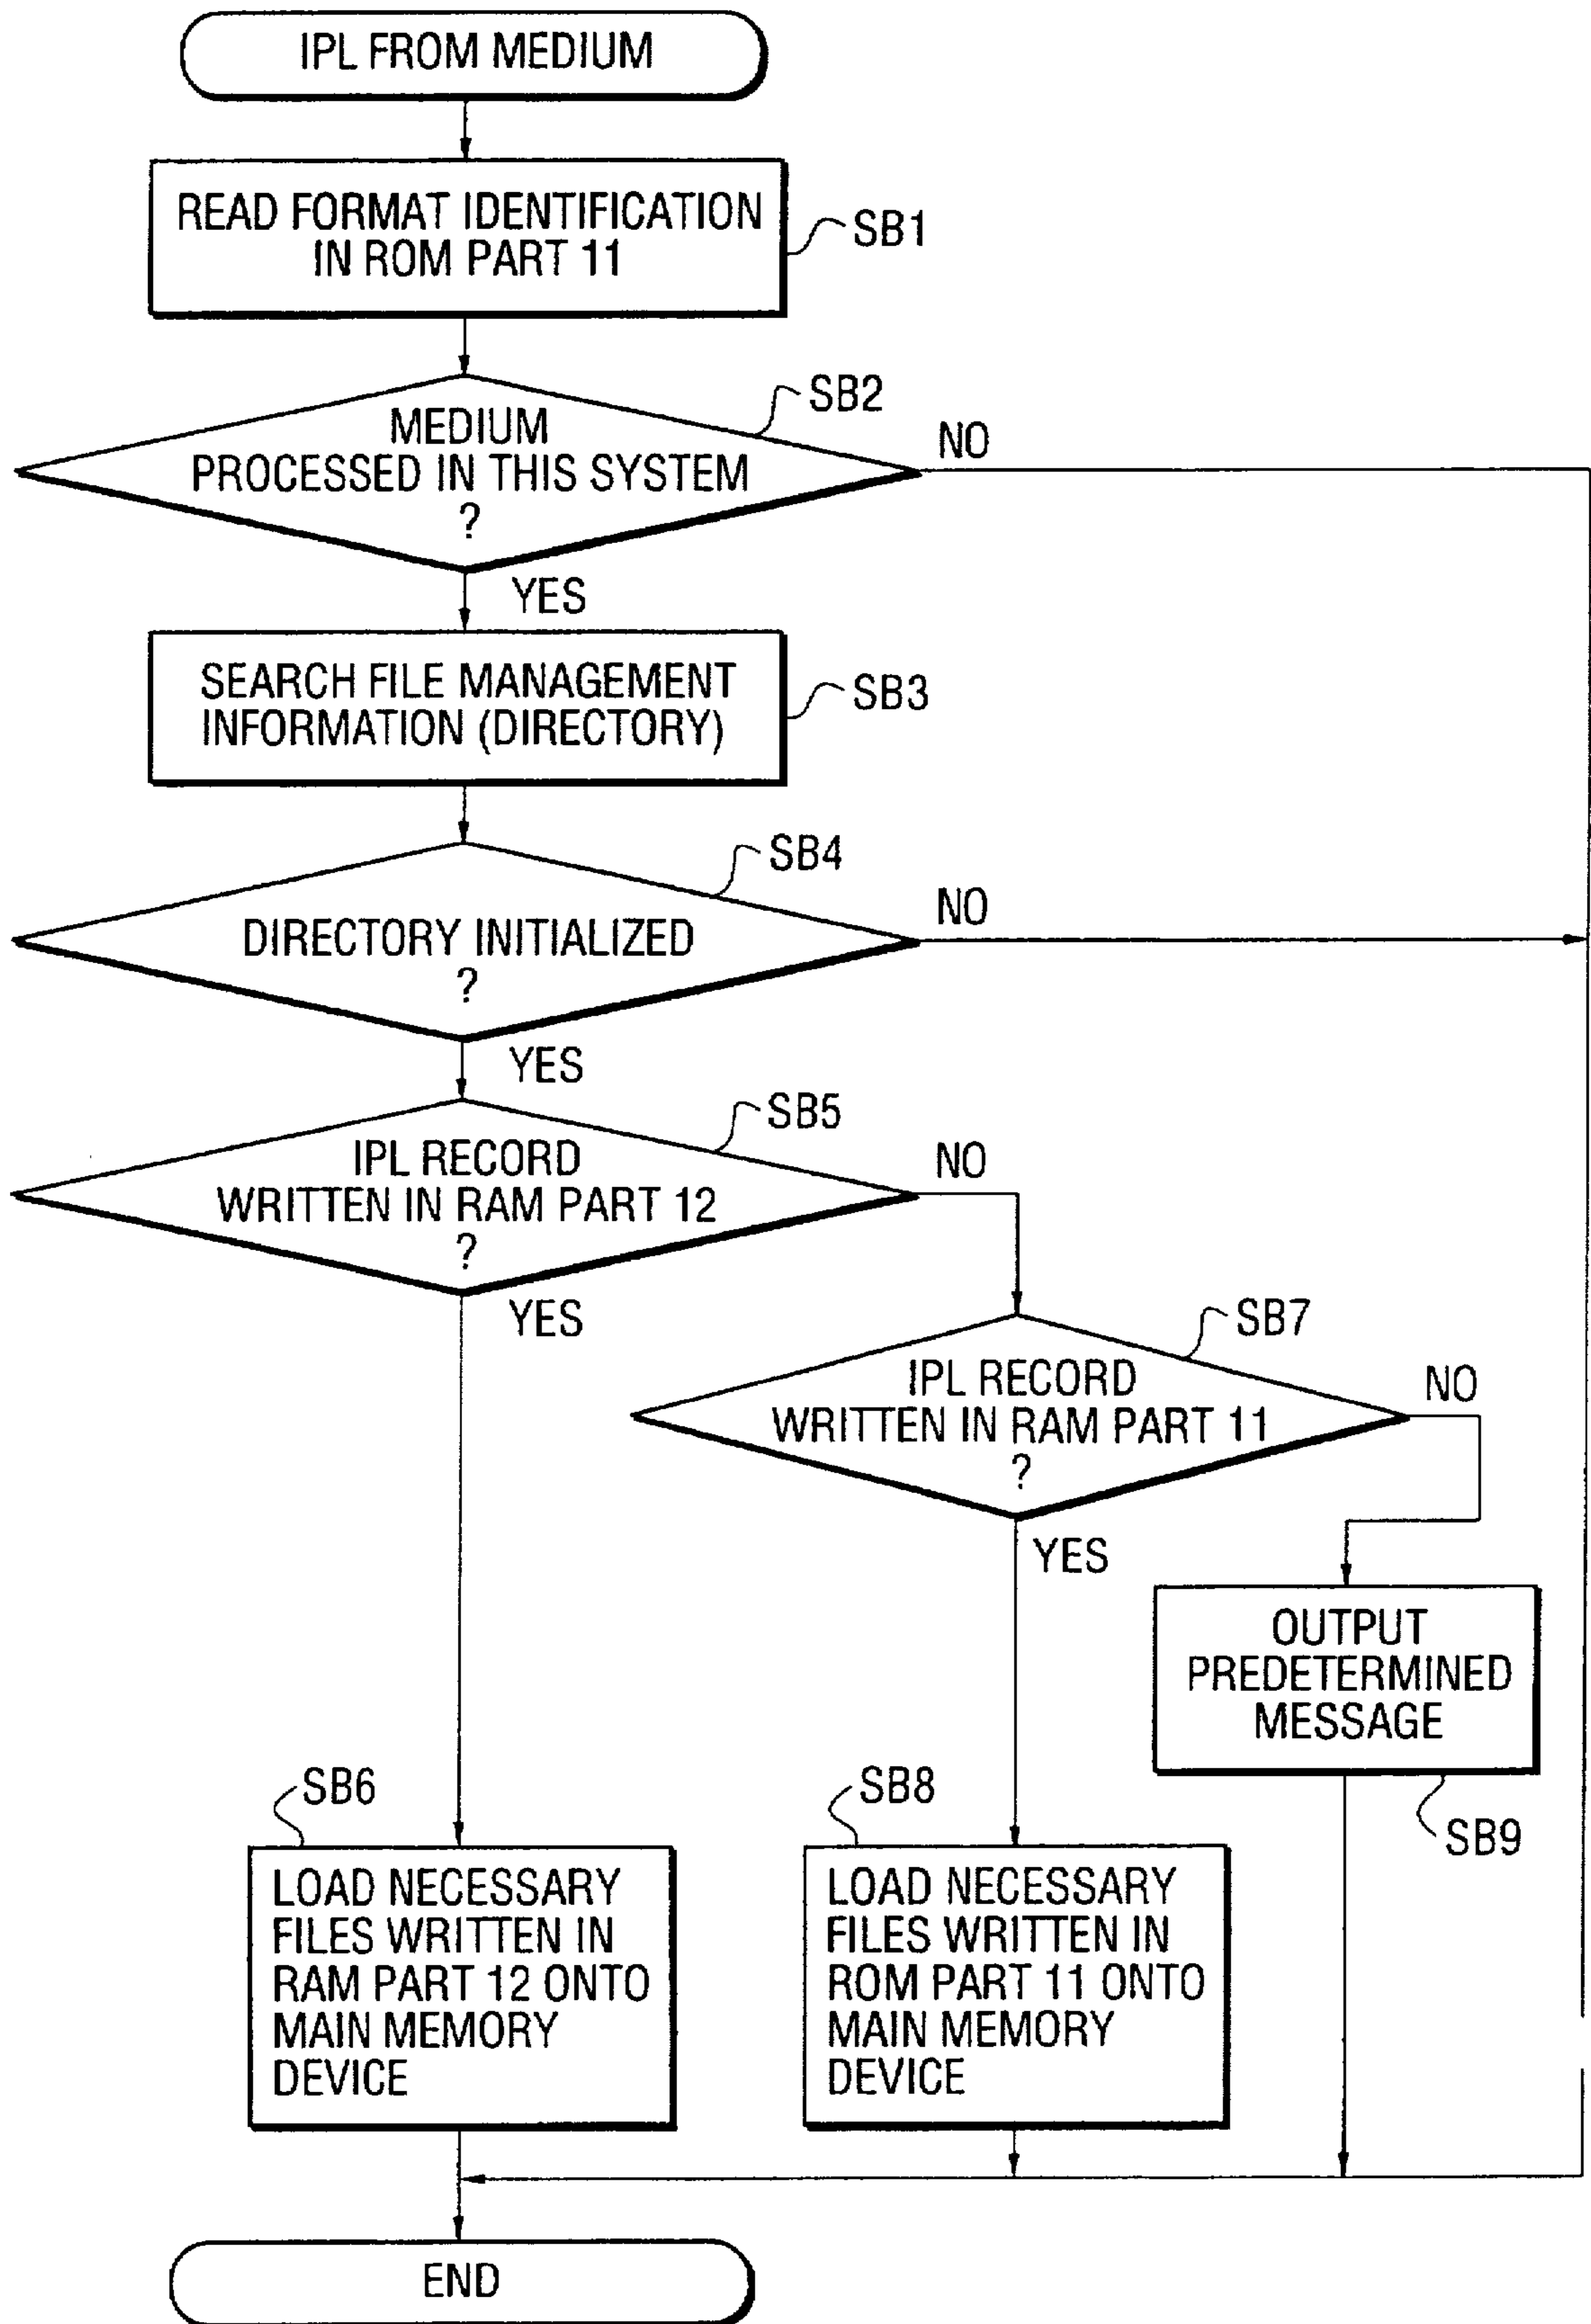 IPL FROM MEDIUM
READ FORMAT IDENTIFICATION
IN ROM PART 11
SB1
SB2
MEDIUM
PROCESSED IN THIS SYSTEM
?
NO
YES
SEARCH FILE MANAGEMENT
INFORMATION (DIRECTORY)
SB3
SB4
DIRECTORY INITIALIZED
?
NO
YES
SB5
IPL RECORD
WRITTEN IN RAM PART 12
?
NO
YES
SB7
IPL RECORD
WRITTEN IN RAM PART 11
?
NO
YES
OUTPUT
PREDETERMINED
MESSAGE
SB9
SB6
LOAD NECESSARY
FILES WRITTEN IN
RAM PART 12 ONTO
MAIN MEMORY
DEVICE
SB8
LOAD NECESSARY
FILES WRITTEN IN
ROM PART 11 ONTO
MAIN MEMORY
DEVICE
END